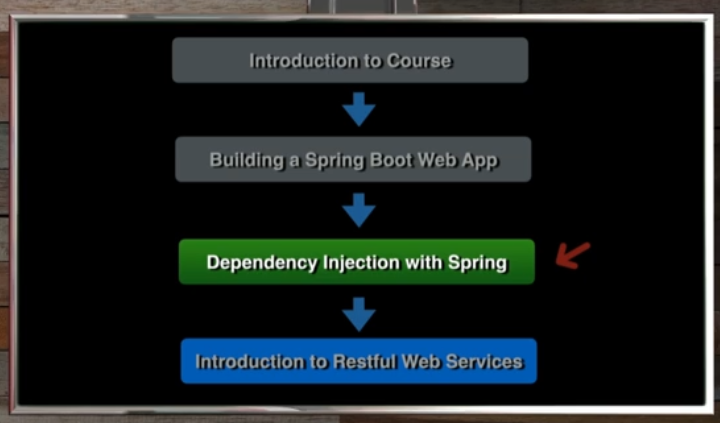 Introduction to Course
Building a Spring Boot Web App
Dependency Injection with Spring
Introduction to Restful Web Services